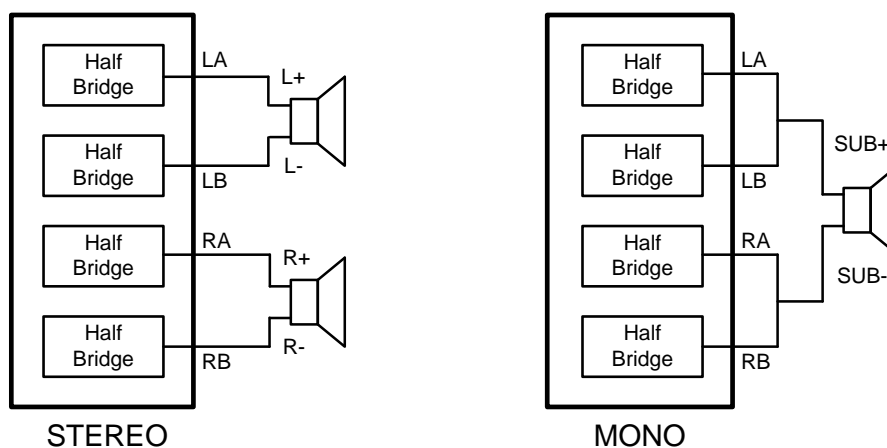 Half
Bridge
LA
L+
Half
Bridge
LB
L-
Half
Bridge
RA
R+
Half
Bridge
RB
R-
STEREO
Half
Bridge
LA
Half
Bridge
LB
SUB+
Half
Bridge
RA
SUB-
Half
Bridge
RB
MONO